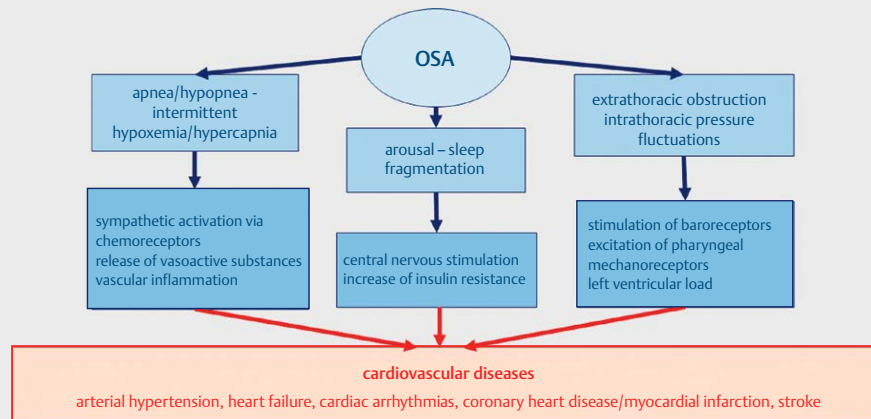 OSA
apnea/hypopnea -
intermittent
hypoxemia/hypercapnia
arousal – sleep
fragmentation
extrathoracic obstruction
intrathoracic pressure
fluctuations
sympathetic activation via
chemoreceptors
release of vasoactive substances
vascular inflammation
central nervous stimulation
increase of insulin resistance
stimulation of baroreceptors
excitation of pharyngeal
mechanoreceptors
left ventricular load
cardiovascular diseases
arterial hypertension, heart failure, cardiac arrhythmias, coronary heart disease/myocardial infarction, stroke